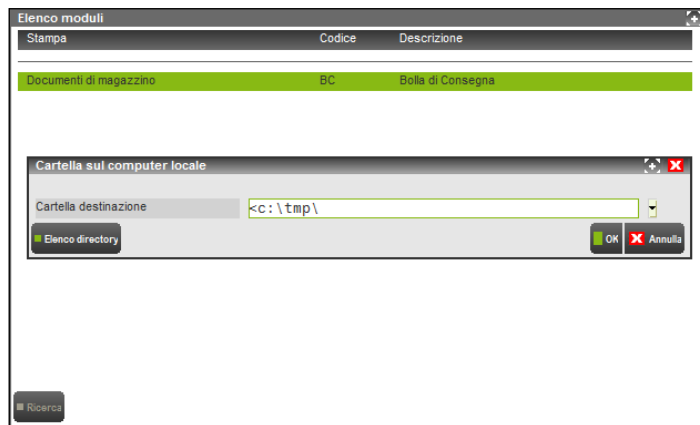 Elenco moduli
Stampa Codice Descrizione
Documenti di magazzino BC Bolla di Consegna
Cartella sul computer locale
Cartella destinazione <c:\tmp\
Elenco directory OK Annulla
Ricerca